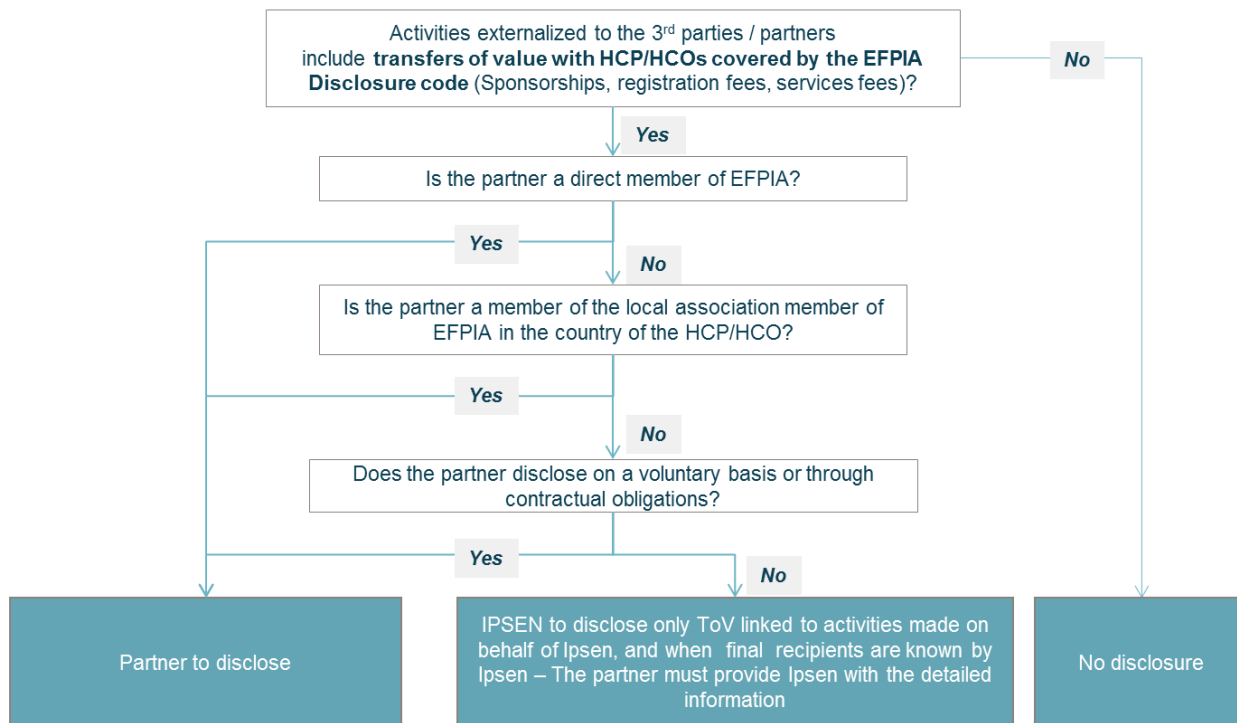 Activities externalized to the 3rd parties / partners
include transfers of value with HCP/HCOs covered by the EFPIA
Disclosure code (Sponsorships, registration fees, services fees)?
No
Yes
Is the partner a direct member of EFPIA?
Yes
No
Is the partner a member of the local association member of
EFPIA in the country of the HCP/HCO?
Yes
No
Does the partner disclose on a voluntary basis or through
contractual obligations?
Yes
No
Partner to disclose
IPSEN to disclose only ToV linked to activities made on
behalf of Ipsen, and when final recipients are known by
Ipsen – The partner must provide Ipsen with the detailed
information
No disclosure